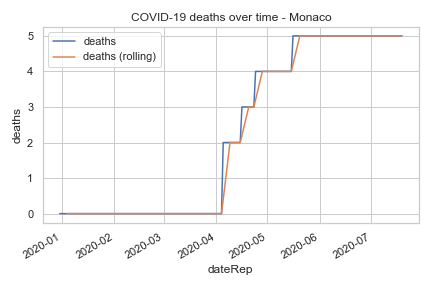 COVID-19 deaths over time - Monaco
deaths
deaths (rolling)
5
4
3
2
1
0
deaths
2020-01
2020-02
2020-03
2020-04
2020-05
2020-06
2020-07
dateRep